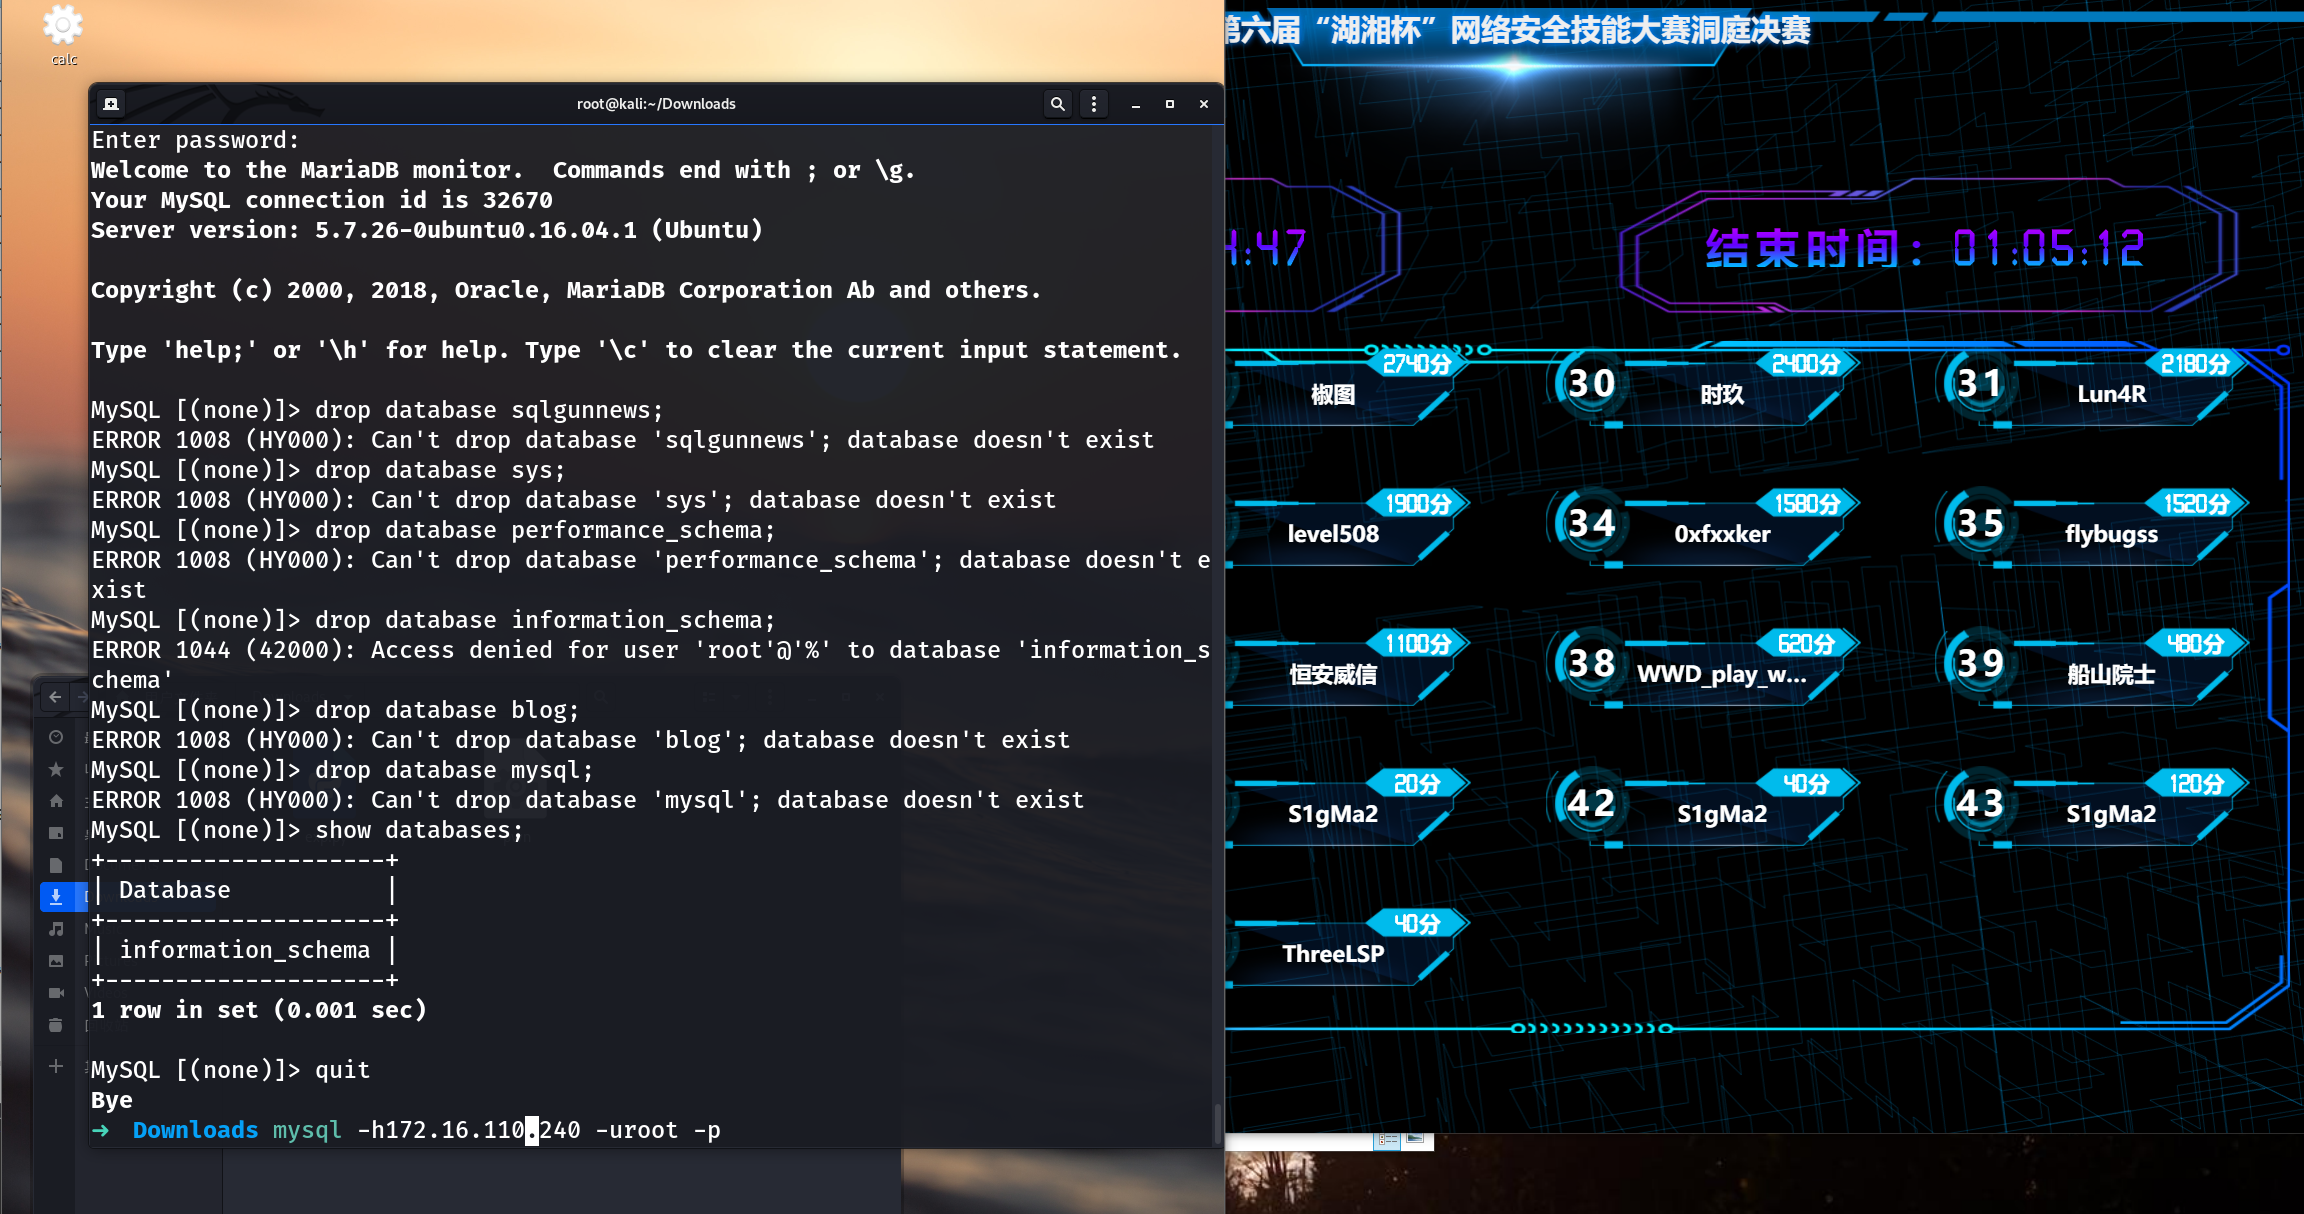 calc
root@kali:~/Downloads
Enter password:
Welcome to the MariaDB monitor.  Commands end with ; or \g.
Your MySQL connection id is 32670
Server version: 5.7.26-0ubuntu0.16.04.1 (Ubuntu)
Copyright (c) 2000, 2018, Oracle, MariaDB Corporation Ab and others.
Type 'help;' or '\h' for help. Type '\c' to clear the current input statement.
MySQL [(none)]> drop database sqlgunnews;
ERROR 1008 (HY000): Can't drop database 'sqlgunnews'; database doesn't exist
MySQL [(none)]> drop database sys;
ERROR 1008 (HY000): Can't drop database 'sys'; database doesn't exist
MySQL [(none)]> drop database performance_schema;
ERROR 1008 (HY000): Can't drop database 'performance_schema'; database doesn't e
xist
MySQL [(none)]> drop database information_schema;
ERROR 1044 (42000): Access denied for user 'root'@'%' to database 'information_s
chema'
MySQL [(none)]> drop database blog;
ERROR 1008 (HY000): Can't drop database 'blog'; database doesn't exist
MySQL [(none)]> drop database mysql;
ERROR 1008 (HY000): Can't drop database 'mysql'; database doesn't exist
MySQL [(none)]> show databases;
+--------------------+
| Database           |
+--------------------+
| information_schema |
+--------------------+
1 row in set (0.001 sec)
MySQL [(none)]> quit
Bye
➜  Downloads mysql -h172.16.110.240 -uroot -p
第六届“湖湘杯”网络安全技能大赛洞庭决赛
:47
结束时间：01:05:12
2740分
椒图
30
2400分
时玖
31
2180分
Lun4R
1900分
level508
34
1580分
0xfxxker
35
1520分
flybugss
1100分
恒安威信
38
620分
WWD_play_w...
39
480分
船山院士
20分
S1gMa2
42
40分
S1gMa2
43
120分
S1gMa2
40分
ThreeLSP